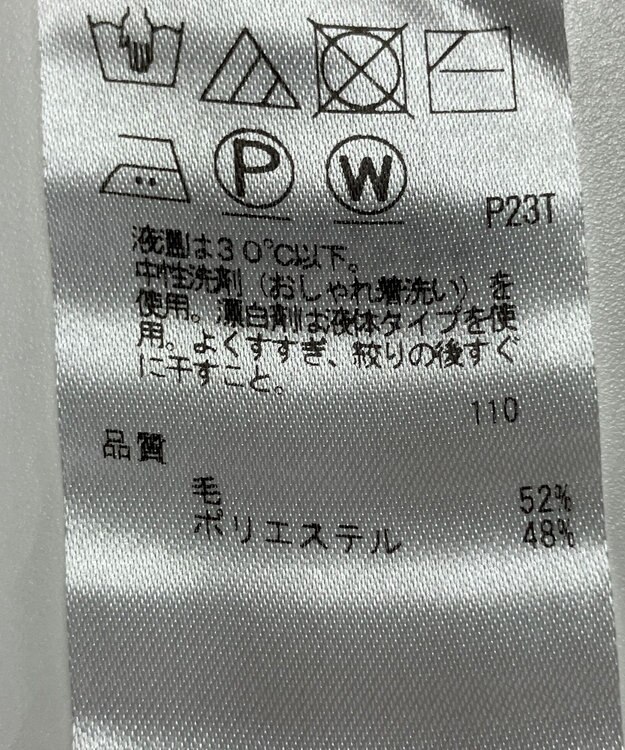 P W
P23T
液温は30℃以下。
中性洗剤（おしゃれ着洗い）を
使用。漂白剤は液体タイプを使
用。よくすすぎ、絞りの後すぐ
に干すこと。
110
品質
毛 52%
ポリエステル 48%